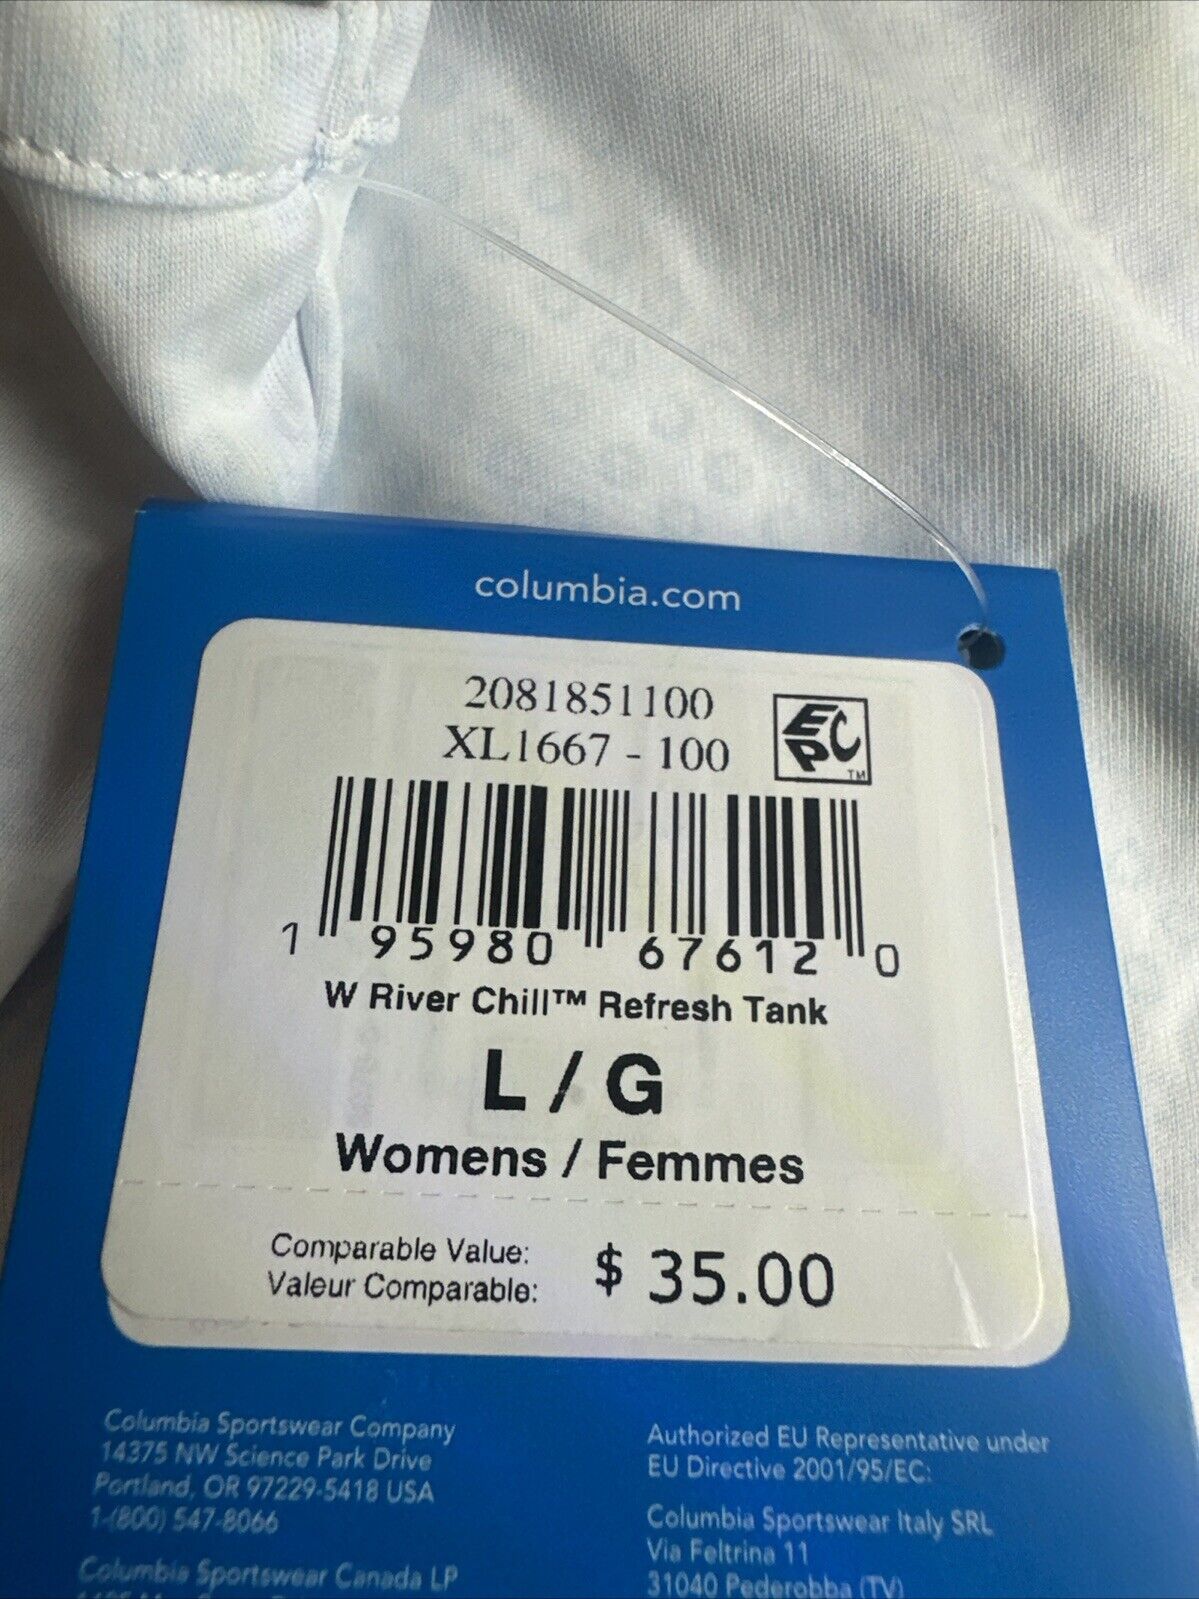 columbia.com
2081851100
XL1667 - 100
EPC
TM
1 95980 67612 0
W River Chill™ Refresh Tank
L / G
Womens / Femmes
Comparable Value:
Valeur Comparable:
$ 35.00
Columbia Sportswear Company
14375 NW Science Park Drive
Portland, OR 97229-5418 USA
1-(800) 547-8066
Columbia Sportswear Canada LP
Authorized EU Representative under
EU Directive 2001/95/EC:
Columbia Sportswear Italy SRL
Via Feltrina 11
31040 Pederobba (TV)